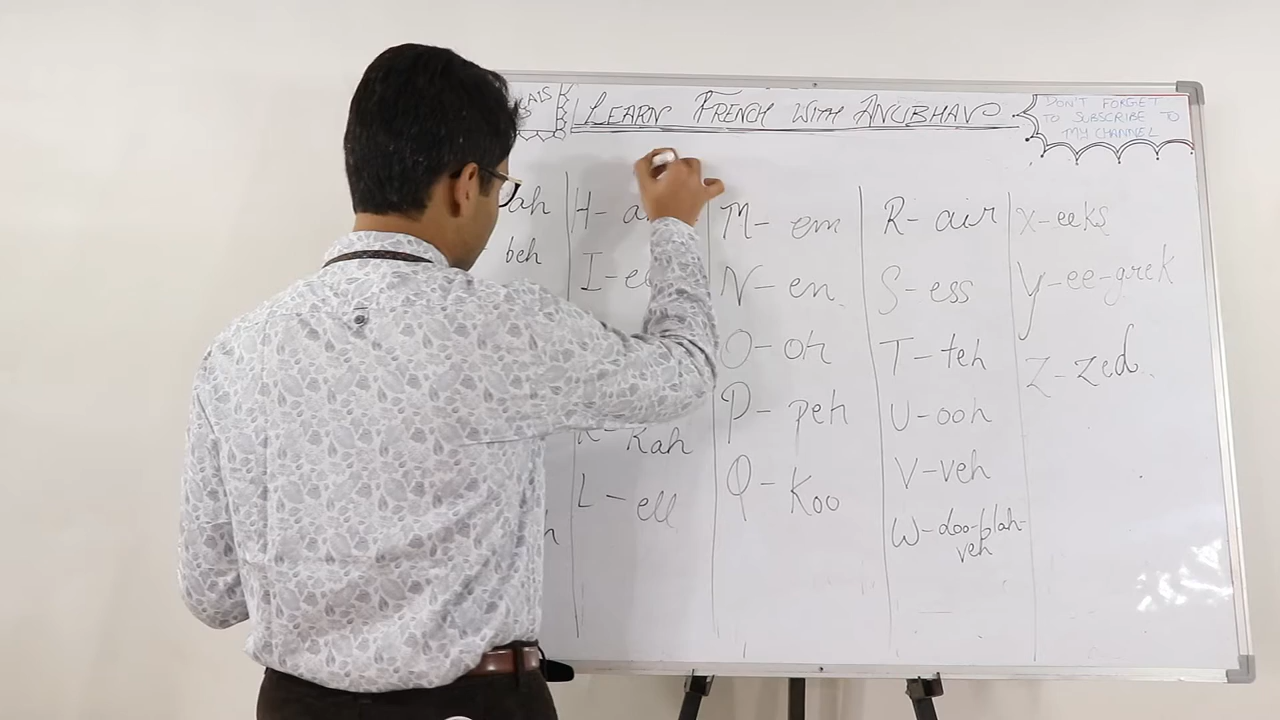 LEARN FRENCH WITH ANUBHAV
DON'T FORGET
TO SUBSCRIBE TO
MY CHANNEL
ah
beh
H-
I-
Kah
L-ell
M-em
N-en
O-oh
P-peh
Q-Koo
R-air
S-ess
T-teh
U-ooh
V-veh
W-doo-blah-
veh
X-eeks
Y-ee-grek
Z-zed